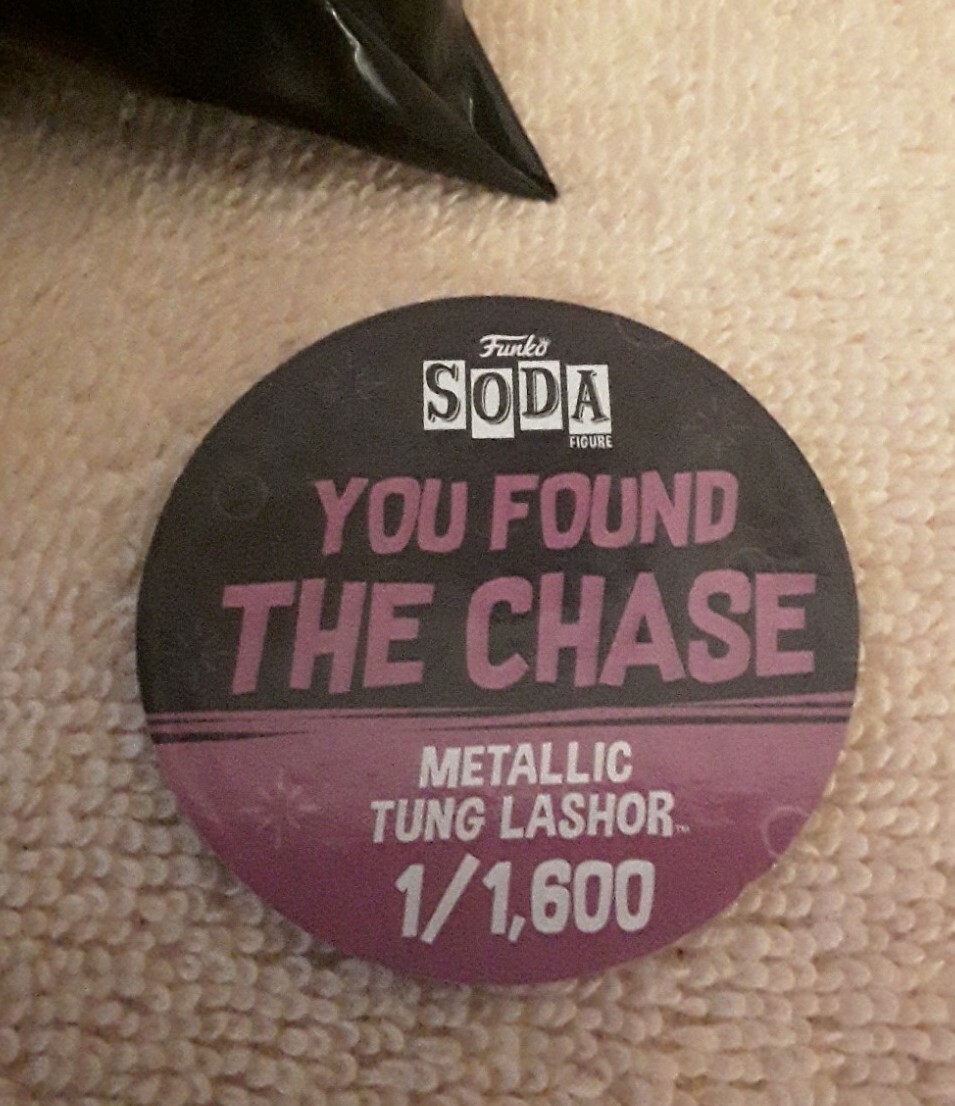 Funko
SODA
FIGURE
YOU FOUND
THE CHASE
METALLIC
TUNG LASHOR™
1/1,600